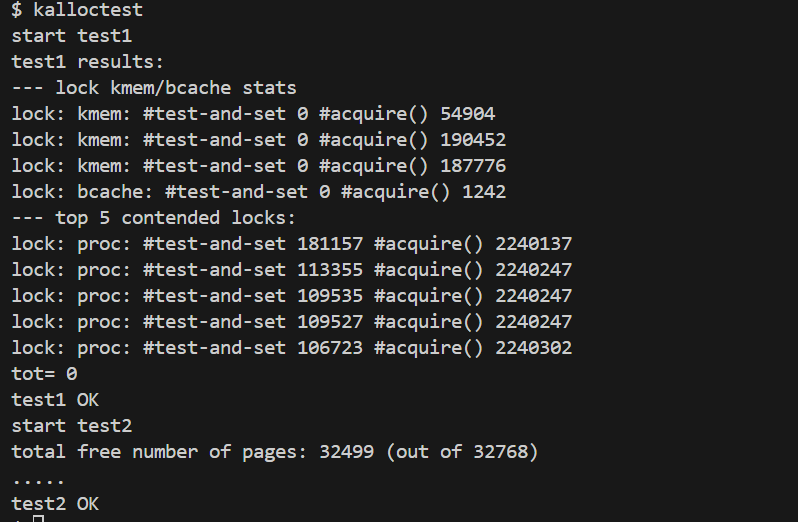 $ kalloctest
start test1
test1 results:
--- lock kmem/bcache stats
lock: kmem: #test-and-set 0 #acquire() 54904
lock: kmem: #test-and-set 0 #acquire() 190452
lock: kmem: #test-and-set 0 #acquire() 187776
lock: bcache: #test-and-set 0 #acquire() 1242
--- top 5 contended locks:
lock: proc: #test-and-set 181157 #acquire() 2240137
lock: proc: #test-and-set 113355 #acquire() 2240247
lock: proc: #test-and-set 109535 #acquire() 2240247
lock: proc: #test-and-set 109527 #acquire() 2240247
lock: proc: #test-and-set 106723 #acquire() 2240302
tot= 0
test1 OK
start test2
total free number of pages: 32499 (out of 32768)
.....
test2 OK